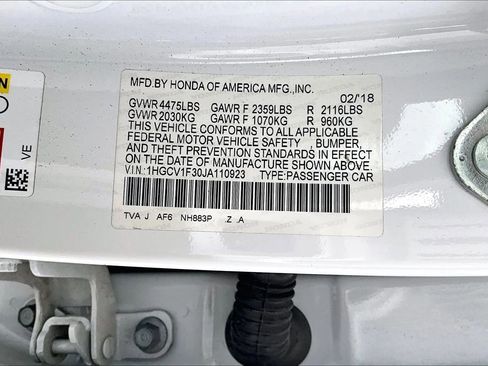 MFD.BY HONDA OF AMERICA MFG.,INC.
02/'18
GVWR 4475LBS GAWR F 2359LBS R 2116LBS
GVWR 2030KG GAWR F 1070KG R 960KG
THIS VEHICLE CONFORMS TO ALL APPLICABLE
FEDERAL MOTOR VEHICLE SAFETY , BUMPER,
AND THEFT PREVENTION STANDARDS IN EFFECT
ON THE DATE OF MANUFACTURE SHOWN ABOVE.
V.I.N.:1HGCV1F30JA110923 TYPE:PASSENGER CAR
TVA J AF6 NH883P Z .A
VE